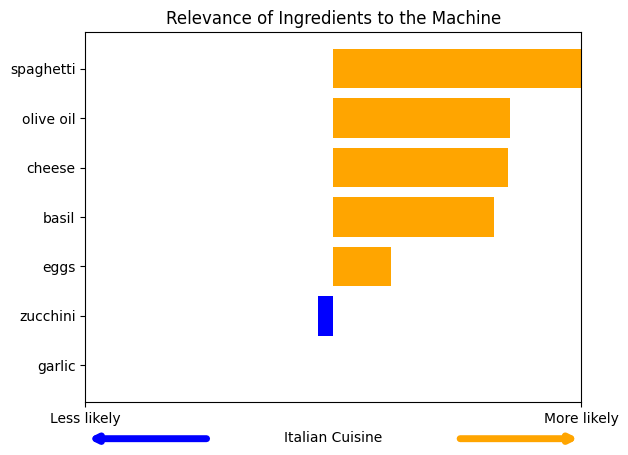 Relevance of Ingredients to the Machine
spaghetti
olive oil
cheese
basil
eggs
zucchini
garlic
Less likely
More likely
Italian Cuisine